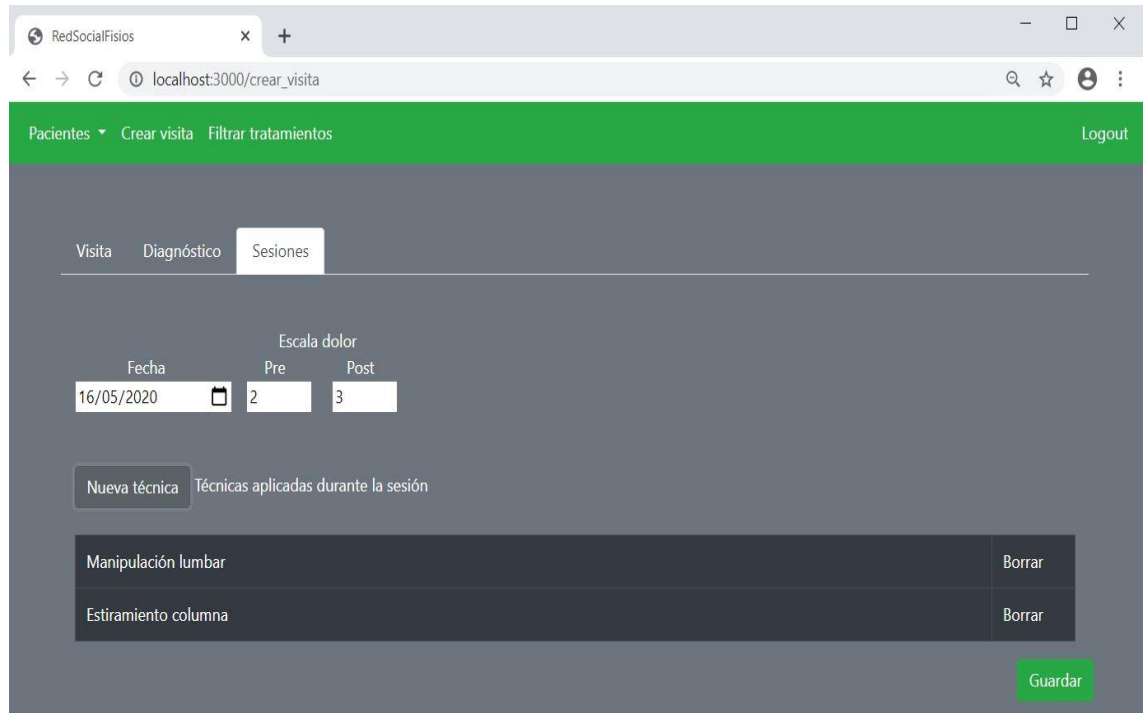 RedSocialFisios
localhost:3000/crear_visita
Pacientes Crear visita Filtrar tratamientos Logout
Visita Diagnóstico Sesiones
Escala dolor
Fecha Pre Post
16/05/2020 2 3
Nueva técnica Técnicas aplicadas durante la sesión
Manipulación lumbar Borrar
Estiramiento columna Borrar
Guardar